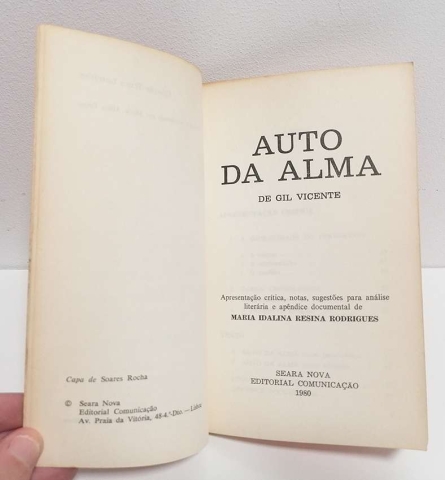 Capa de Soares Rocha
© Seara Nova
Editorial Comunicação
Av. Praia da Vitória, 48-4.º-Dto. — Lisboa
AUTO
DA ALMA
DE GIL VICENTE
Apresentação crítica, notas, sugestões para análise
literária e apêndice documental de
MARIA IDALINA RESINA RODRIGUES
SEARA NOVA
EDITORIAL COMUNICAÇÃO
1980